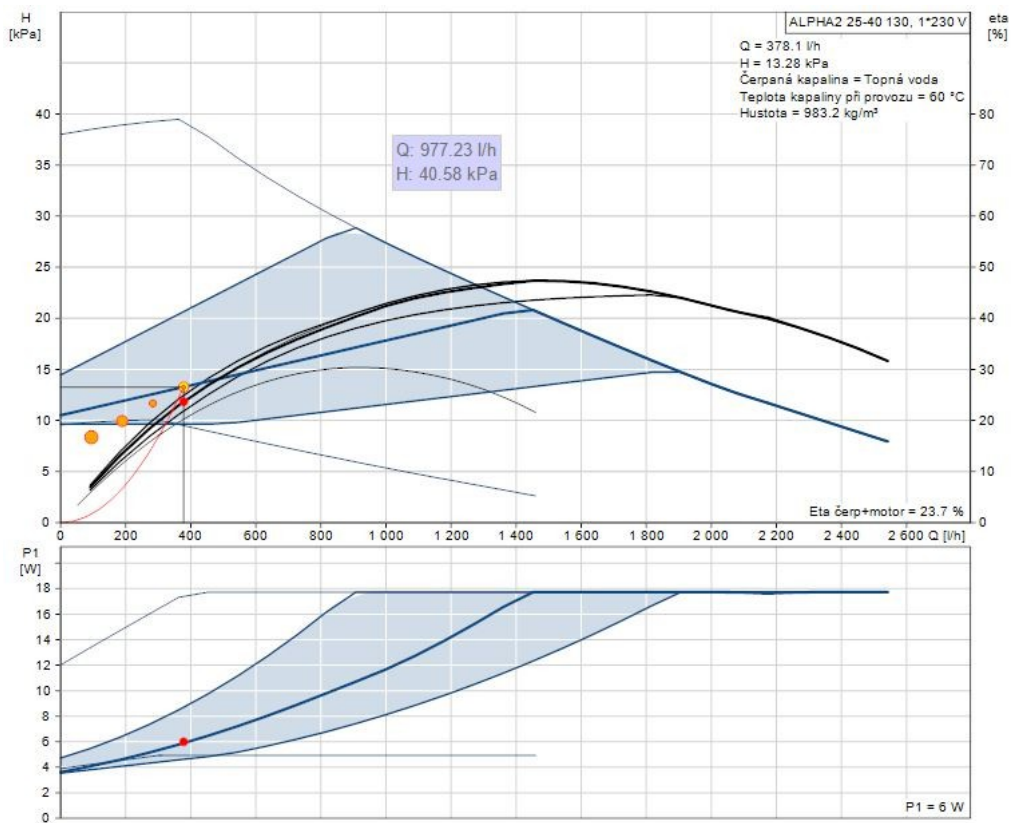 H
[kPa]
ALPHA2 25-40 130, 1*230 V
eta
[%]
Q = 378.1 l/h
H = 13.28 kPa
Čerpaná kapalina = Topná voda
Teplota kapaliny při provozu = 60 °C
Hustota = 983.2 kg/m³
Q: 977.23 l/h
H: 40.58 kPa
40
35
30
25
20
15
10
5
0
80
70
60
50
40
30
20
10
0
Eta čerp+motor = 23.7 %
0 200 400 600 800 1 000 1 200 1 400 1 600 1 800 2 000 2 200 2 400 2 600 Q [l/h]
P1
[W]
18
16
14
12
10
8
6
4
2
0
P1 = 6 W